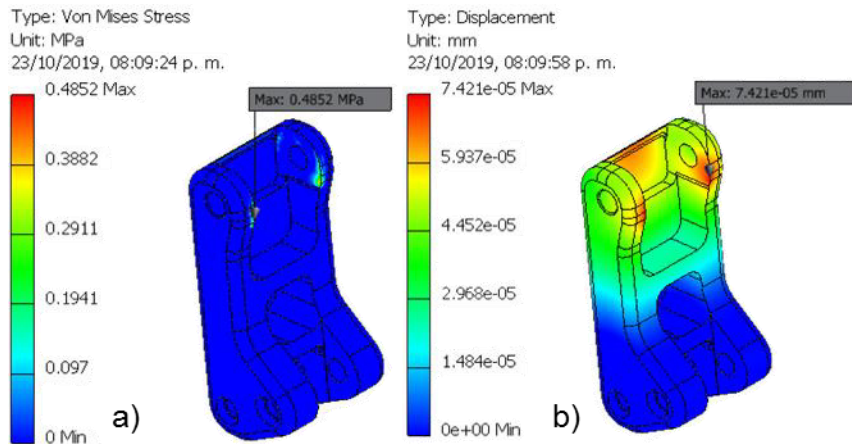 Type: Von Mises Stress
Unit: MPa
23/10/2019, 08:09:24 p. m.
0.4852 Max
Max: 0.4852 MPa
0.3882
0.2911
0.1941
0.097
0 Min
a)
Type: Displacement
Unit: mm
23/10/2019, 08:09:58 p. m.
7.421e-05 Max
Max: 7.421e-05 mm
5.937e-05
4.452e-05
2.968e-05
1.484e-05
0e+00 Min
b)